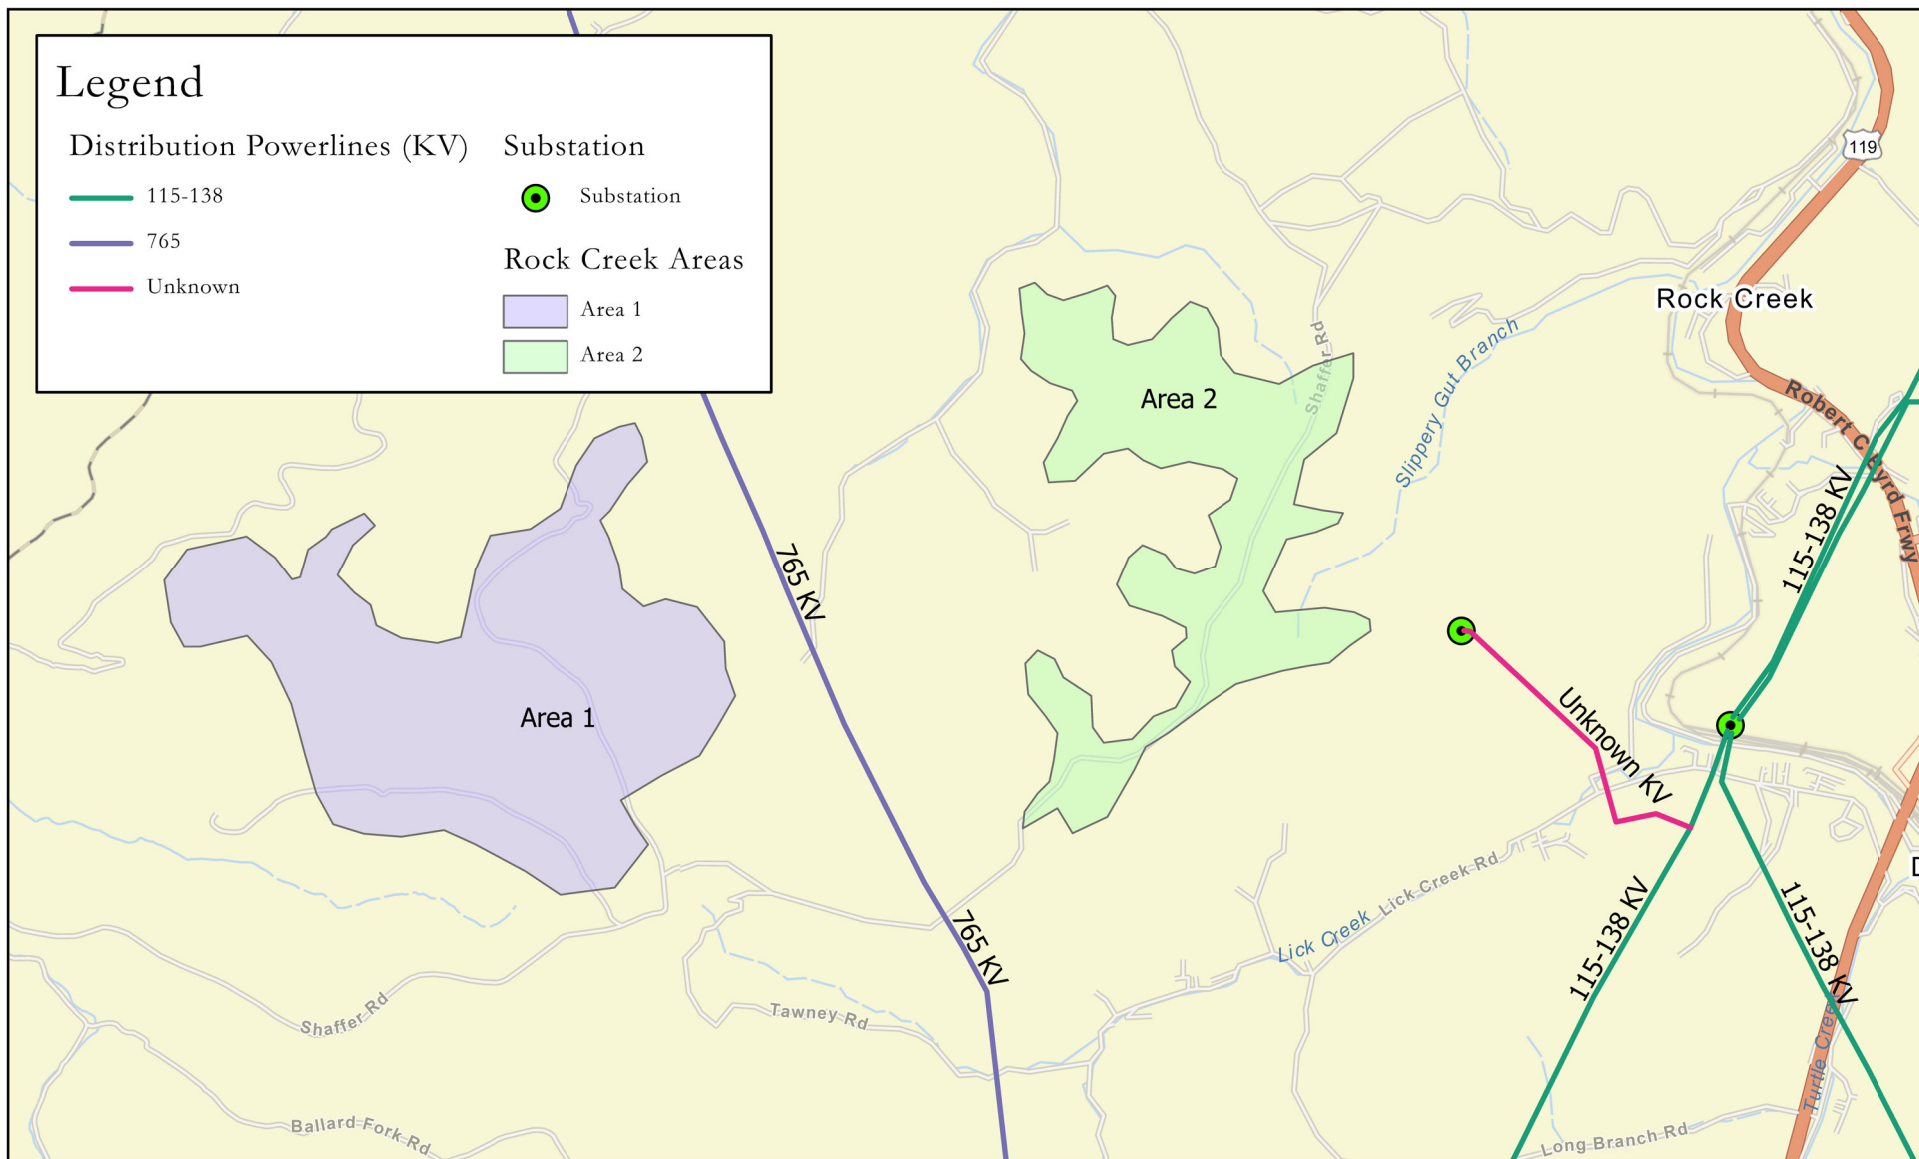 Legend
Distribution Powerlines (KV)
115-138
765
Unknown
Substation
Substation
Rock Creek Areas
Area 1
Area 2
119
Rock Creek
Robert C Byrd Frwy
Shaffer Rd
Slippery Gut Branch
Area 2
115-138 KV
765 KV
Area 1
Unknown KV
Lick Creek Rd
Lick Creek
115-138 KV
115-138 KV
765 KV
Shaffer Rd
Tawney Rd
Turtle Creek
Ballard Fork Rd
Long Branch Rd
D